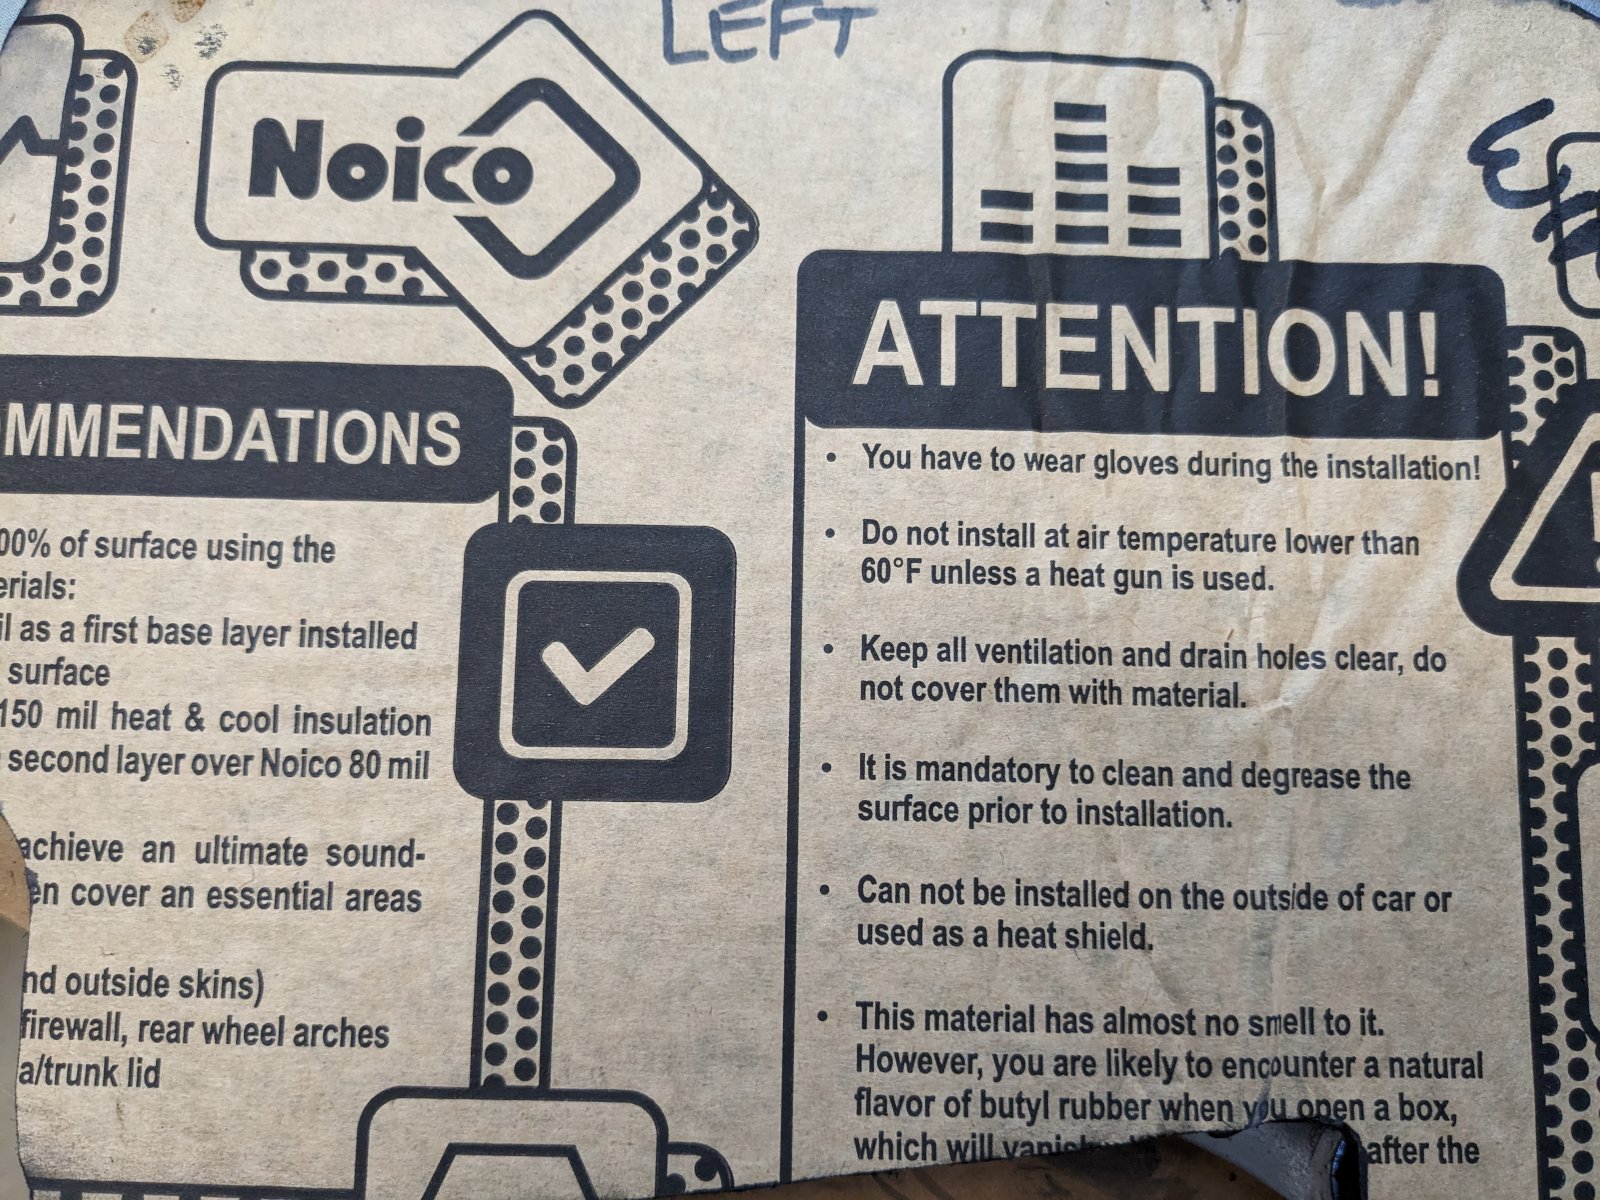 LEFT
Noico
OMMENDATIONS
00% of surface using the
erials:
il as a first base layer installed
surface
150 mil heat & cool insulation
second layer over Noico 80 mil
achieve an ultimate sound-
en cover an essential areas
nd outside skins)
firewall, rear wheel arches
a/trunk lid
ATTENTION!
• You have to wear gloves during the installation!
• Do not install at air temperature lower than
60°F unless a heat gun is used.
• Keep all ventilation and drain holes clear, do
not cover them with material.
• It is mandatory to clean and degrease the
surface prior to installation.
• Can not be installed on the outside of car or
used as a heat shield.
• This material has almost no smell to it.
However, you are likely to encounter a natural
flavor of butyl rubber when you open a box,
which will vanish after the